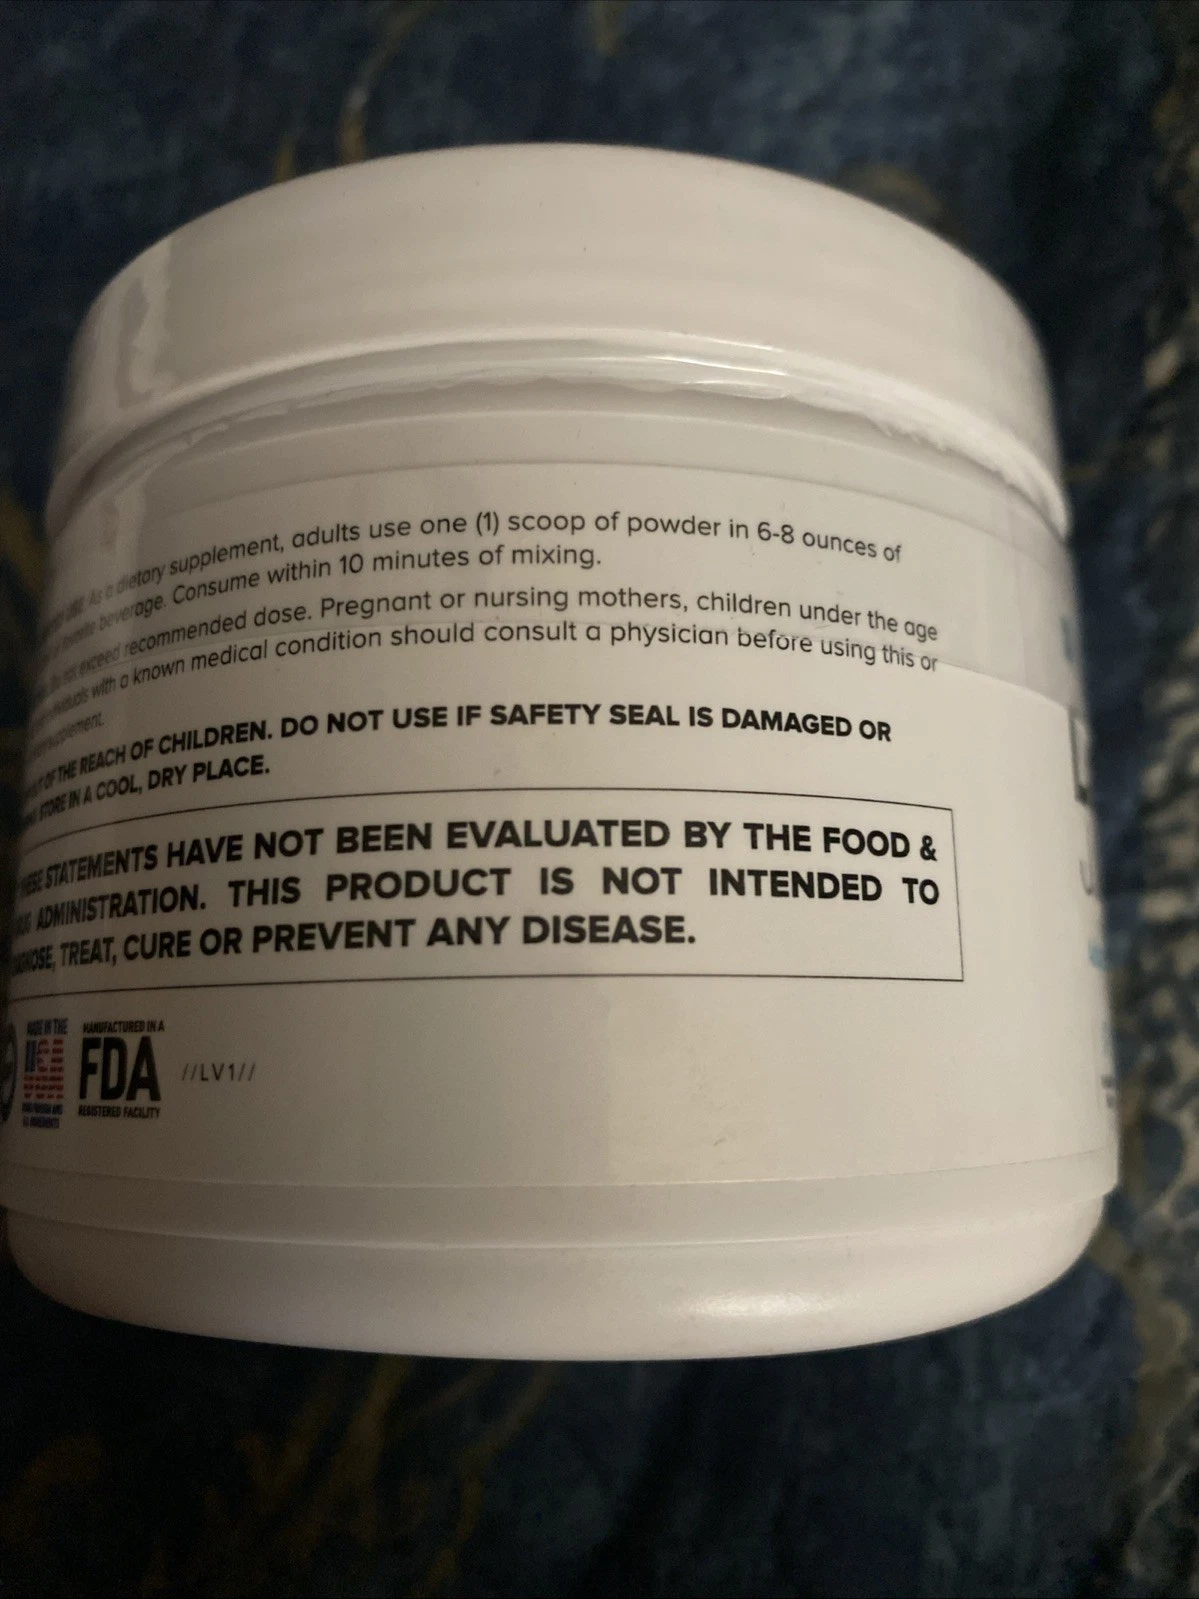 As a dietary supplement, adults use one (1) scoop of powder in 6-8 ounces of
favorite beverage. Consume within 10 minutes of mixing.
not exceed recommended dose. Pregnant or nursing mothers, children under the age
with a known medical condition should consult a physician before using this or
supplement.
OF THE REACH OF CHILDREN. DO NOT USE IF SAFETY SEAL IS DAMAGED OR
STORE IN A COOL, DRY PLACE.
STATEMENTS HAVE NOT BEEN EVALUATED BY THE FOOD &
ADMINISTRATION. THIS PRODUCT IS NOT INTENDED TO
TREAT, CURE OR PREVENT ANY DISEASE.
MADE IN THE
USA
MANUFACTURED IN A
FDA
REGISTERED FACILITY
//LV1//